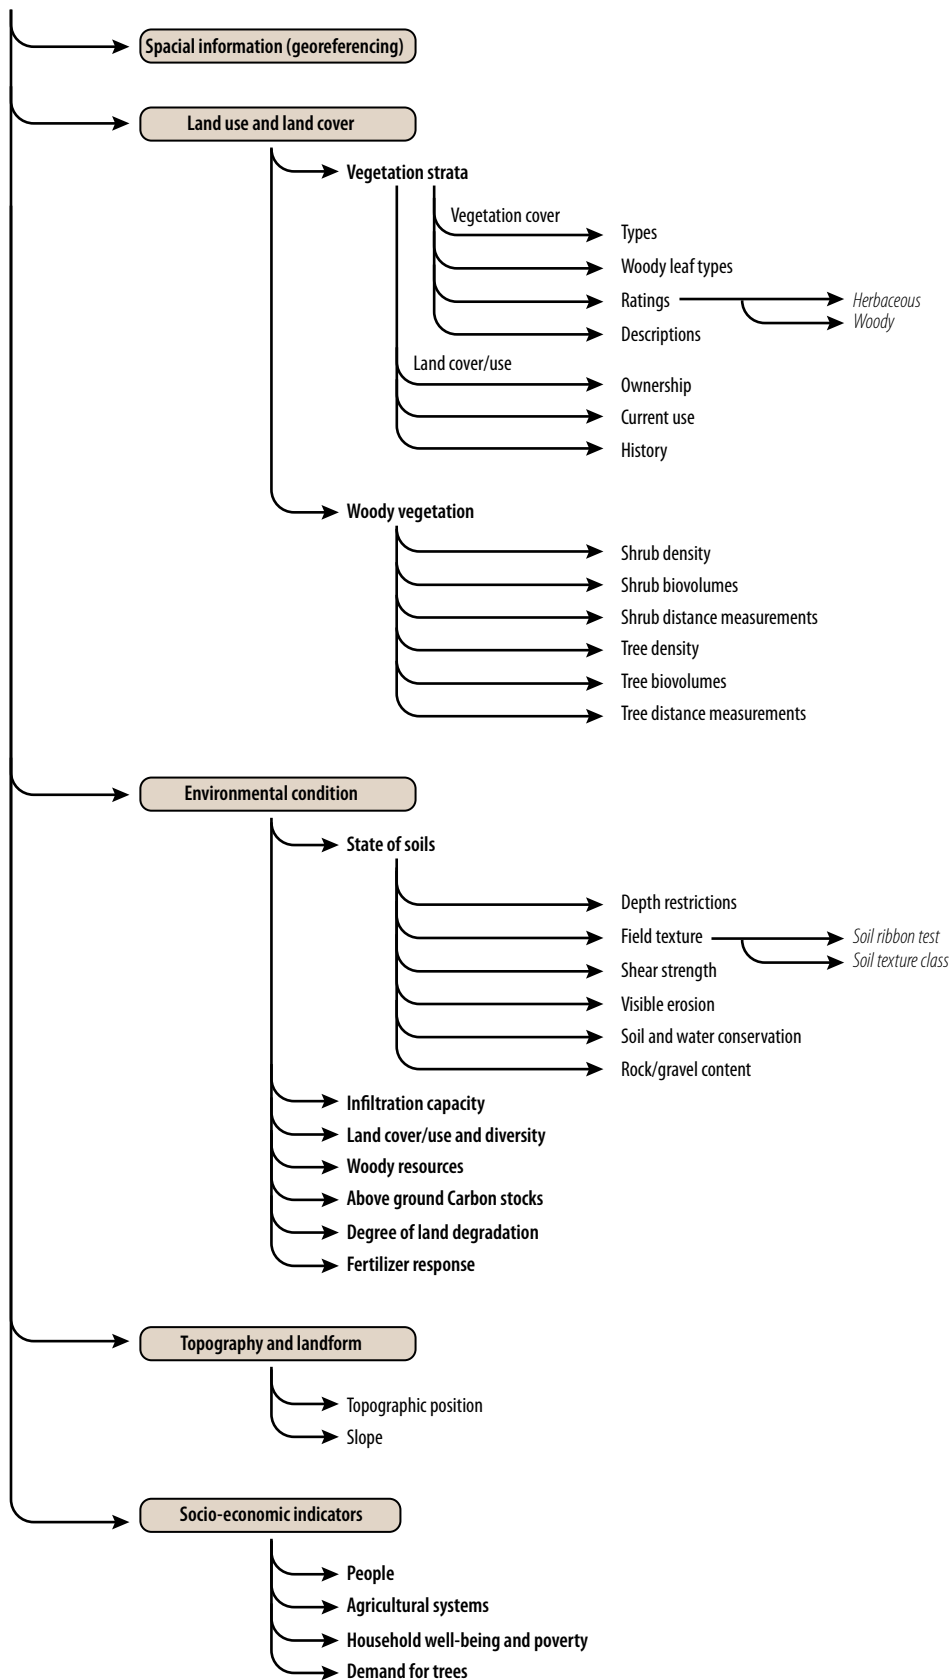 Spacial information (georeferencing)
Land use and land cover
Vegetation strata
Vegetation cover
Types
Woody leaf types
Ratings
Herbaceous
Woody
Descriptions
Land cover/use
Ownership
Current use
History
Woody vegetation
Shrub density
Shrub biovolumes
Shrub distance measurements
Tree density
Tree biovolumes
Tree distance measurements
Environmental condition
State of soils
Depth restrictions
Field texture
Soil ribbon test
Soil texture class
Shear strength
Visible erosion
Soil and water conservation
Rock/gravel content
Infiltration capacity
Land cover/use and diversity
Woody resources
Above ground Carbon stocks
Degree of land degradation
Fertilizer response
Topography and landform
Topographic position
Slope
Socio-economic indicators
People
Agricultural systems
Household well-being and poverty
Demand for trees